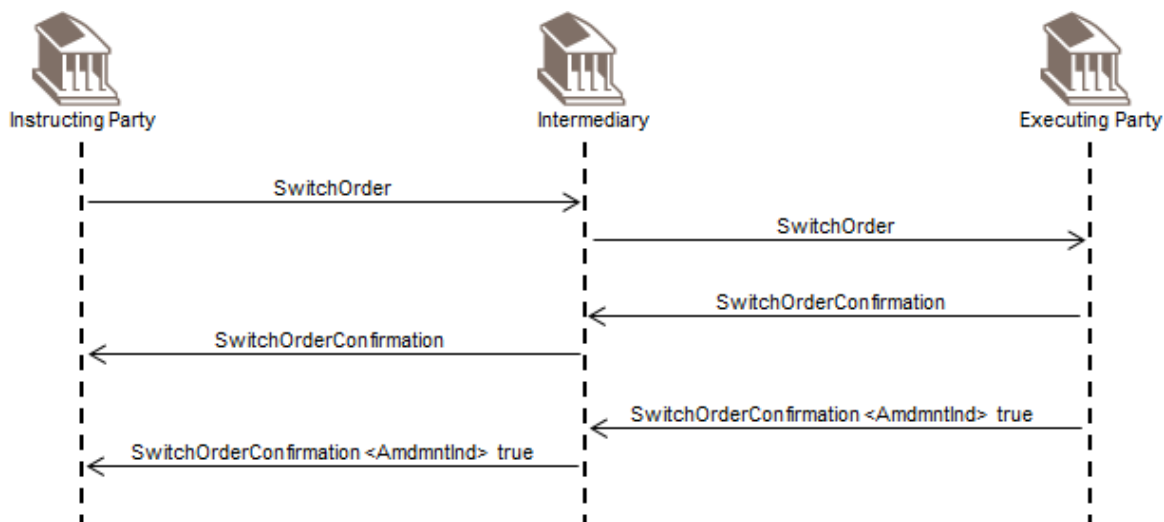 Instructing Party
Intermediary
Executing Party
SwitchOrder
SwitchOrder
SwitchOrderConfirmation
SwitchOrderConfirmation
SwitchOrderConfirmation <AmdmntInd> true
SwitchOrderConfirmation <AmdmntInd> true